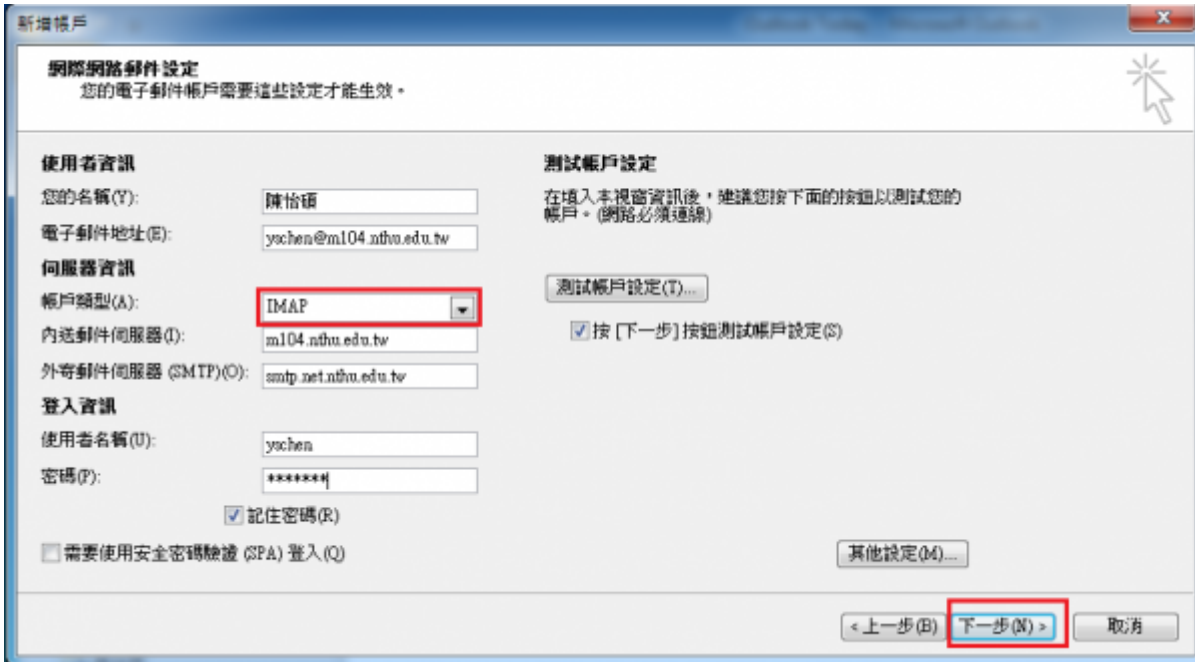 新增帳戶
網際網路郵件設定
您的電子郵件帳戶需要這些設定才能生效。
使用者資訊
您的名稱(Y):
陳怡碩
電子郵件地址(E):
yschen@m104.nthu.edu.tw
伺服器資訊
帳戶類型(A):
IMAP
內送郵件伺服器(I):
m104.nthu.edu.tw
外寄郵件伺服器 (SMTP)(O):
smtp.net.nthu.edu.tw
登入資訊
使用者名稱(U):
yschen
密碼(P):
*******
記住密碼(R)
需要使用安全密碼驗證 (SPA) 登入(Q)
測試帳戶設定
在填入本視窗資訊後，建議您按下面的按鈕以測試您的
帳戶。(網路必須連線)
測試帳戶設定(T)...
按 [下一步] 按鈕測試帳戶設定(S)
其他設定(M)...
< 上一步(B)
下一步(N) >
取消